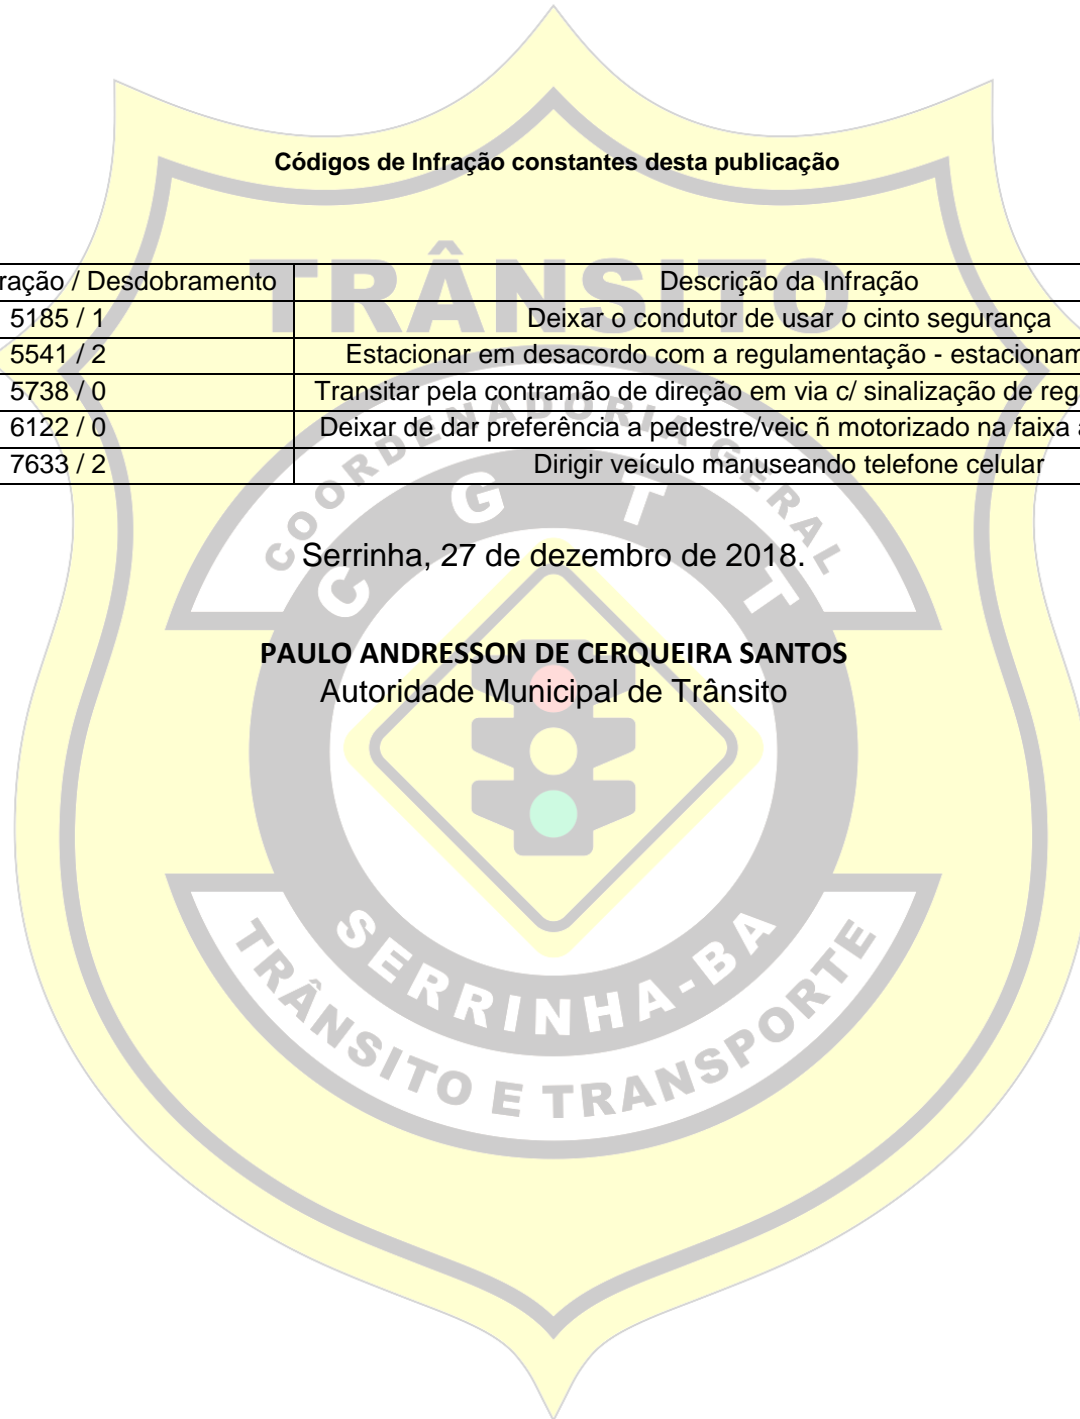 Códigos de Infração constantes desta publicação
TRÂNSITO
ração / Desdobramento Descrição da Infração
5185 / 1 Deixar o condutor de usar o cinto segurança
5541 / 2 Estacionar em desacordo com a regulamentação - estacionam
5738 / 0 Transitar pela contramão de direção em via c/ sinalização de reg
6122 / 0 Deixar de dar preferência a pedestre/veic ñ motorizado na faixa
7633 / 2 Dirigir veículo manuseando telefone celular
COORDENADORIA GERAL
CGTT
Serrinha, 27 de dezembro de 2018.
PAULO ANDRESSON DE CERQUEIRA SANTOS
Autoridade Municipal de Trânsito
SERRINHA-BA
TRÂNSITO E TRANSPORTE